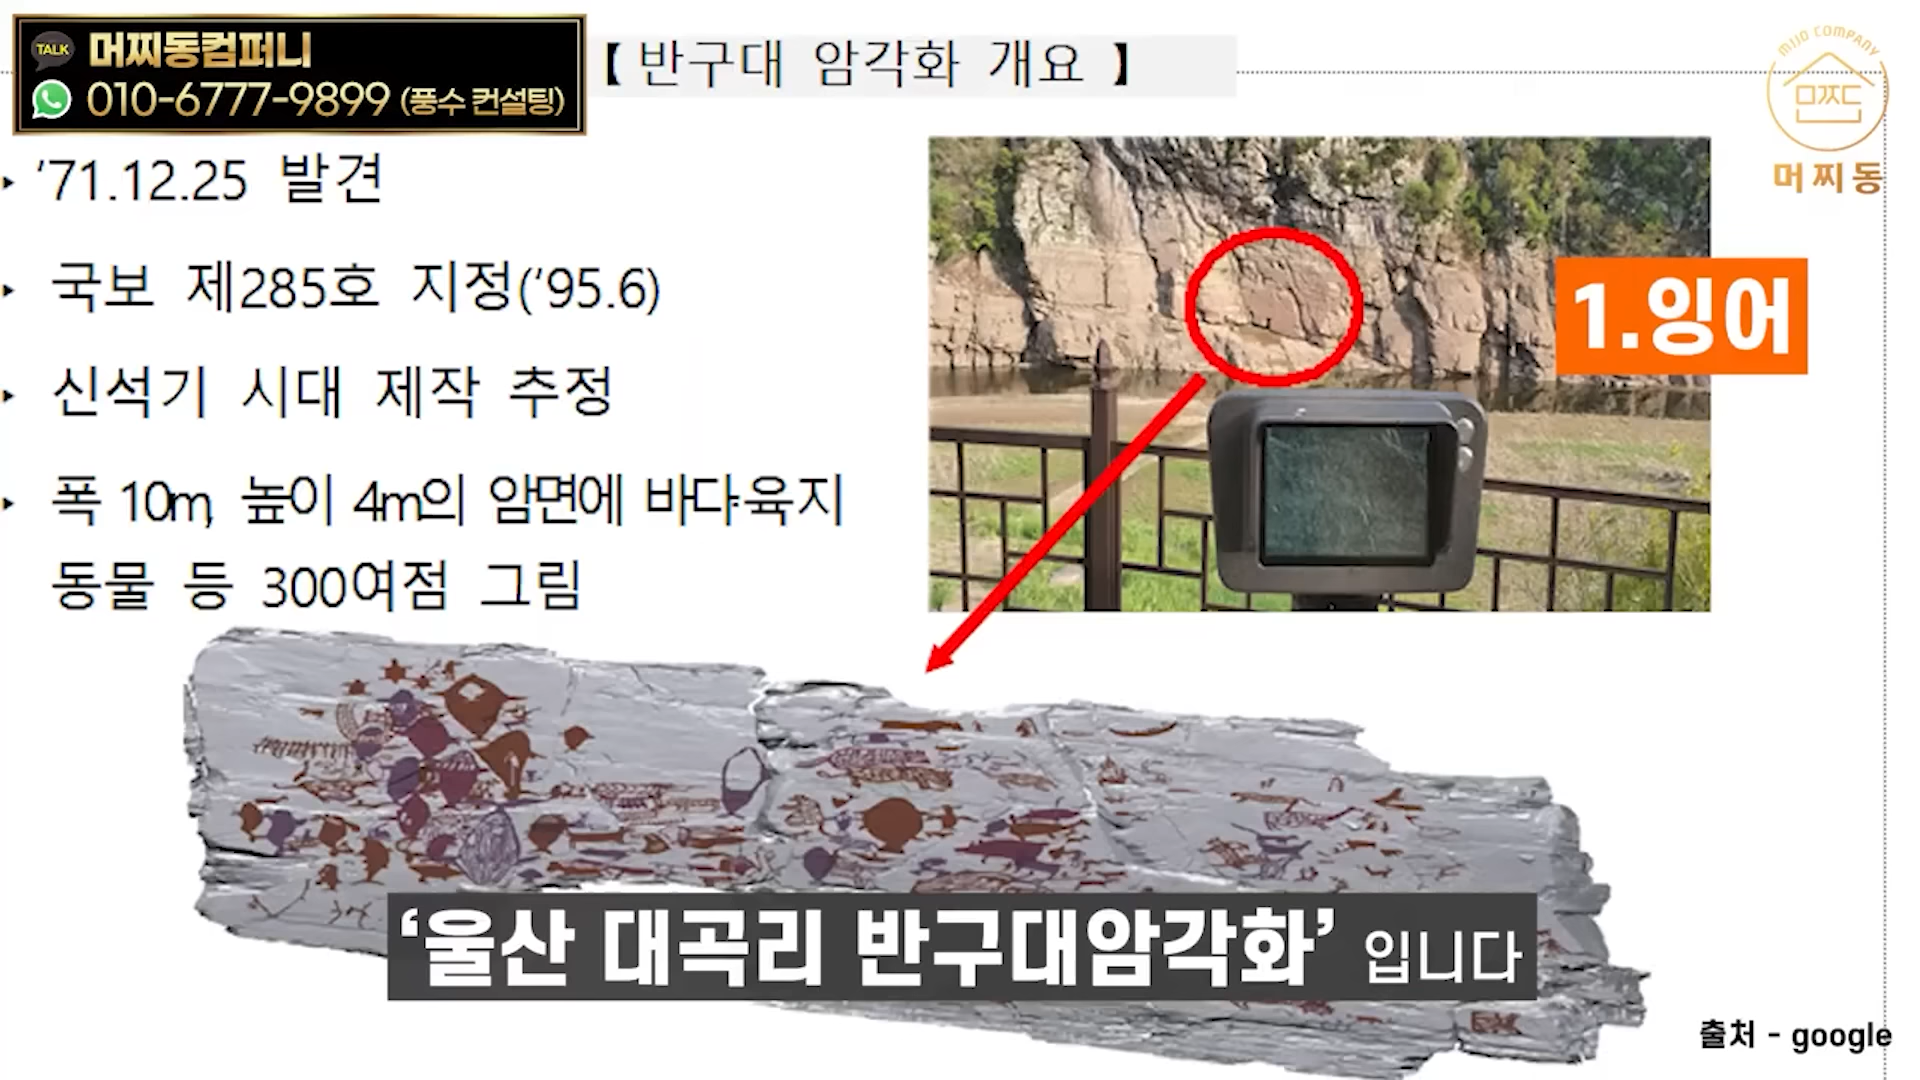 TALK 머찌동컴퍼니
010-6777-9899 (풍수 컨설팅)
【 반구대 암각화 개요 】
MJJD COMPANY
먼찌드
머찌동
‘71.12.25 발견
국보 제285호 지정(‘95.6)
신석기 시대 제작 추정
폭 10m, 높이 4m의 암면에 바다·육지
동물 등 300여점 그림
1.잉어
‘울산 대곡리 반구대암각화’ 입니다
출처 - google